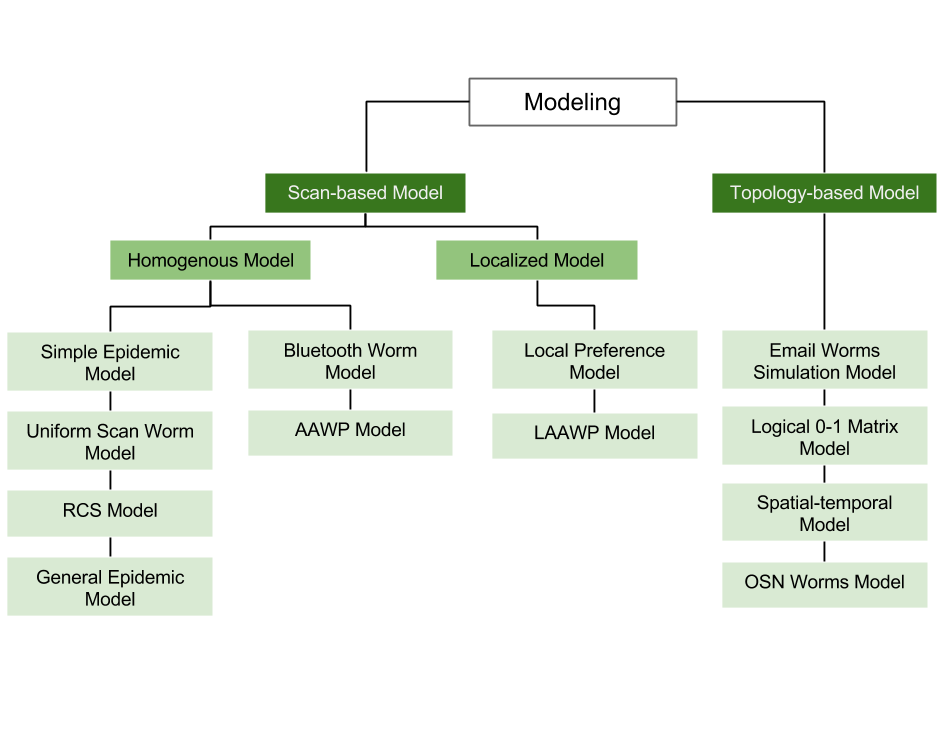 Modeling
Scan-based Model
Topology-based Model
Homogenous Model
Localized Model
Simple Epidemic
Model
Bluetooth Worm
Model
Local Preference
Model
Email Worms
Simulation Model
Uniform Scan Worm
Model
AAWP Model
LAAWP Model
Logical 0-1 Matrix
Model
RCS Model
Spatial-temporal
Model
General Epidemic
Model
OSN Worms Model